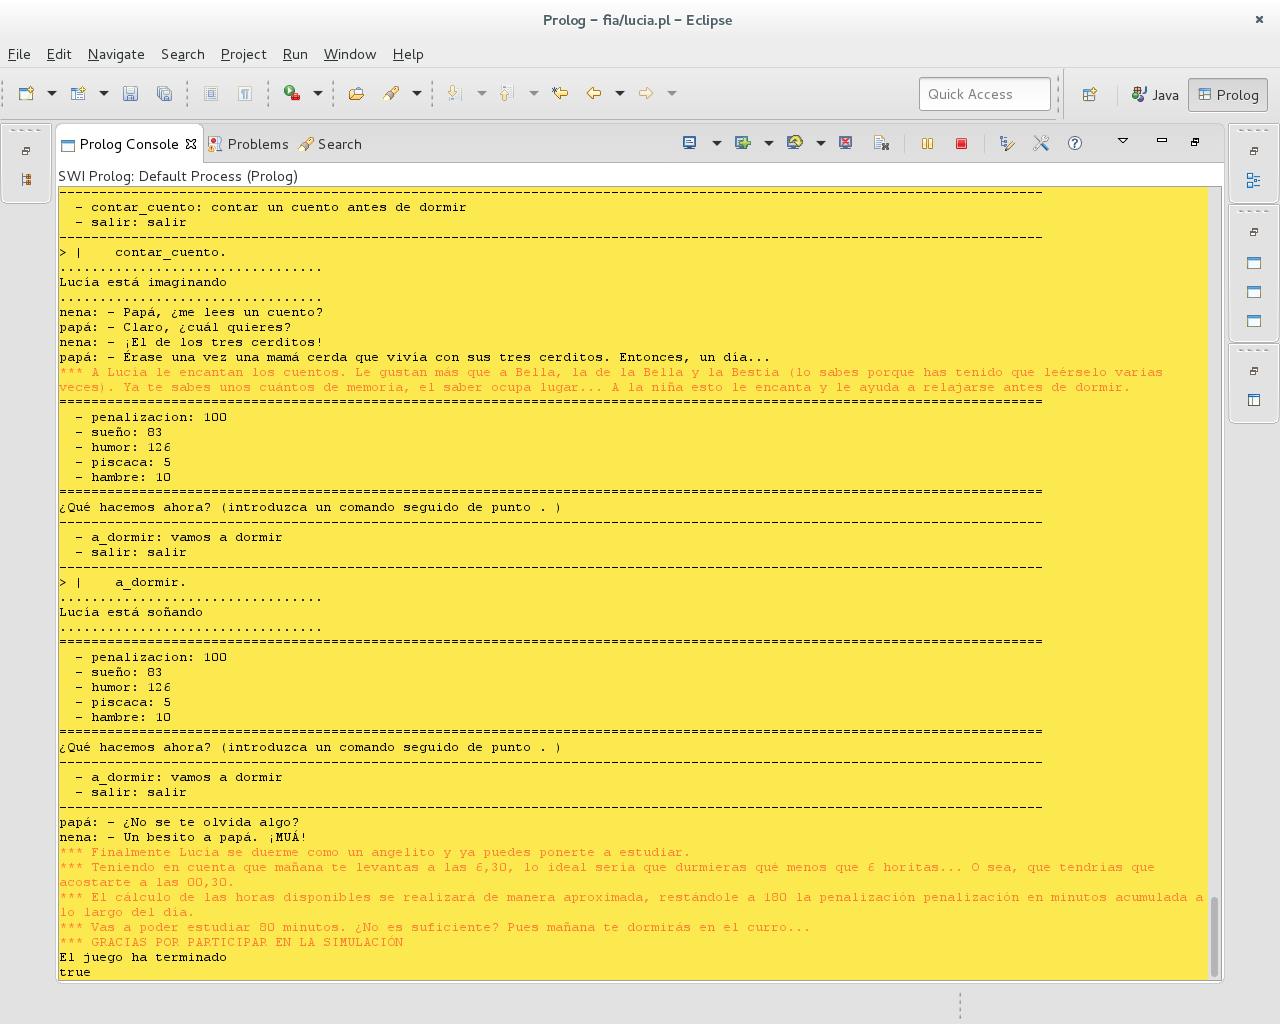 Prolog – fia/lucia.pl – Eclipse
File Edit Navigate Search Project Run Window Help
Quick Access
Java
Prolog
Prolog Console
Problems
Search
SWI Prolog: Default Process (Prolog)
--------------------------------------------------------------------------------------------------------------------------
- contar_cuento: contar un cuento antes de dormir
- salir: salir
--------------------------------------------------------------------------------------------------------------------------
> |    contar_cuento.
.................................
Lucía está imaginando
.................................
nena: - Papá, ¿me lees un cuento?
papá: - Claro, ¿cuál quieres?
nena: - ¡El de los tres cerditos!
papá: - Érase una vez una mamá cerda que vivía con sus tres cerditos. Entonces, un día...
*** A Lucía le encantan los cuentos. Le gustan más que a Bella, la de la Bella y la Bestia (lo sabes porque has tenido que leérselo varias
veces). Ya te sabes unos cuántos de memoria, el saber ocupa lugar... A la niña esto le encanta y le ayuda a relajarse antes de dormir.
===========================================================================================================================
- penalizacion: 100
- sueño: 83
- humor: 126
- piscaca: 5
- hambre: 10
===========================================================================================================================
¿Qué hacemos ahora? (introduzca un comando seguido de punto . )
--------------------------------------------------------------------------------------------------------------------------
- a_dormir: vamos a dormir
- salir: salir
--------------------------------------------------------------------------------------------------------------------------
> |    a_dormir.
.................................
Lucía está soñando
.................................
===========================================================================================================================
- penalizacion: 100
- sueño: 83
- humor: 126
- piscaca: 5
- hambre: 10
===========================================================================================================================
¿Qué hacemos ahora? (introduzca un comando seguido de punto . )
--------------------------------------------------------------------------------------------------------------------------
- a_dormir: vamos a dormir
- salir: salir
--------------------------------------------------------------------------------------------------------------------------
papá: - ¿No se te olvida algo?
nena: - Un besito a papá. ¡MUÁ!
*** Finalmente Lucía se duerme como un angelito y ya puedes ponerte a estudiar.
*** Teniendo en cuenta que mañana te levantas a las 6,30, lo ideal sería que durmieras qué menos que 6 horitas... O sea, que tendrías que
acostarte a las 00,30.
*** El cálculo de las horas disponibles se realizará de manera aproximada, restándole a 180 la penalización penalización en minutos acumulada a
lo largo del día.
*** Vas a poder estudiar 80 minutos. ¿No es suficiente? Pues mañana te dormirás en el curro...
*** GRACIAS POR PARTICIPAR EN LA SIMULACIÓN
El juego ha terminado
true